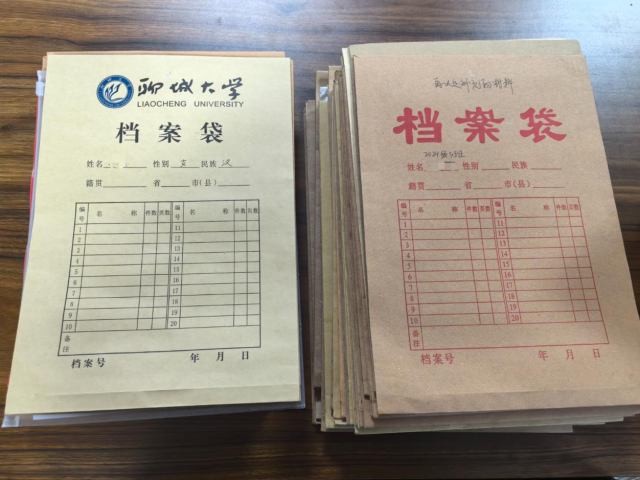 聊城大学
LIAOCHENG UNIVERSITY
档案袋
姓名 性别 女 民族 汉
籍贯 省 市(县)
编号 名称 件数 页数 编号 名称 件数 页数
1 11
2 12
3 13
4 14
5 15
6 16
7 17
8 18
9 19
10 20
备注
档案号 年 月 日
档案袋
姓名 性别 民族
籍贯 省 市(县)
编号 名称 件数 页数 编号 名称 件数 页数
1 11
2 12
3 13
4 14
5 15
6 16
7 17
8 18
9 19
10 20
备注
档案号 年 月 日